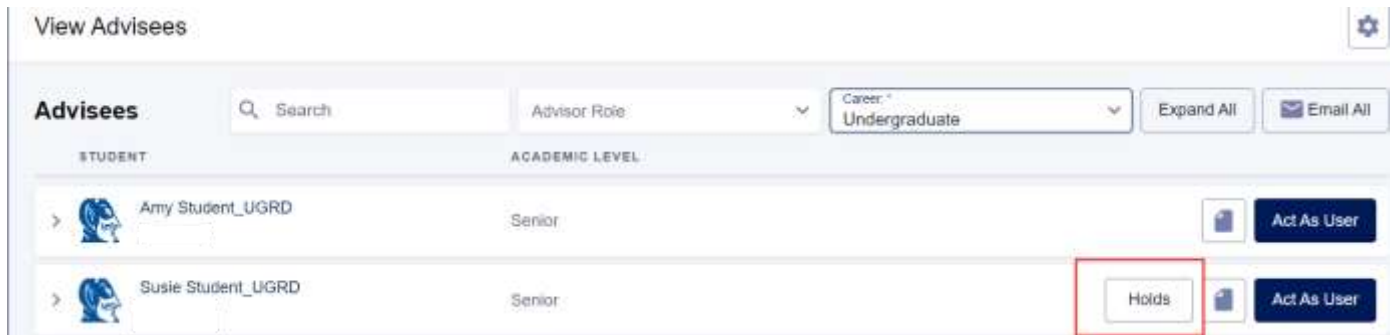 View Advisees
Advisees
Search
Advisor Role
Career: *
Undergraduate
Expand All
Email All
STUDENT
ACADEMIC LEVEL
Amy Student_UGRD
Senior
Act As User
Susie Student_UGRD
Senior
Holds
Act As User